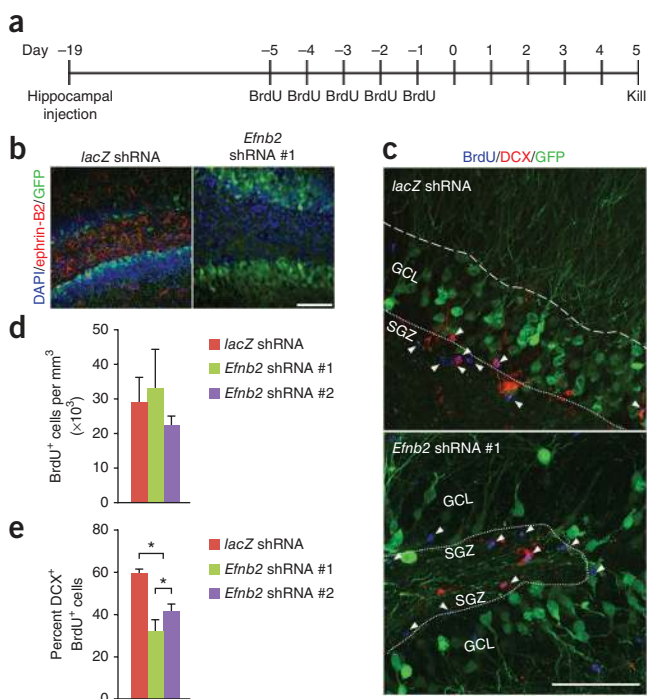 a
Day –19 –5 –4 –3 –2 –1 0 1 2 3 4 5
Hippocampal injection BrdU BrdU BrdU BrdU BrdU Kill
b
lacZ shRNA
Efnb2
shRNA #1
DAPI/ephrin-B2/GFP
c
BrdU/DCX/GFP
lacZ shRNA
GCL
SGZ
Efnb2 shRNA #1
GCL
SGZ
SGZ
GCL
d
BrdU+ cells per mm3
(×103)
50
40
30
20
10
0
lacZ shRNA
Efnb2 shRNA #1
Efnb2 shRNA #2
e
Percent DCX+
BrdU+ cells
80
60
40
20
0
*
*
lacZ shRNA
Efnb2 shRNA #1
Efnb2 shRNA #2